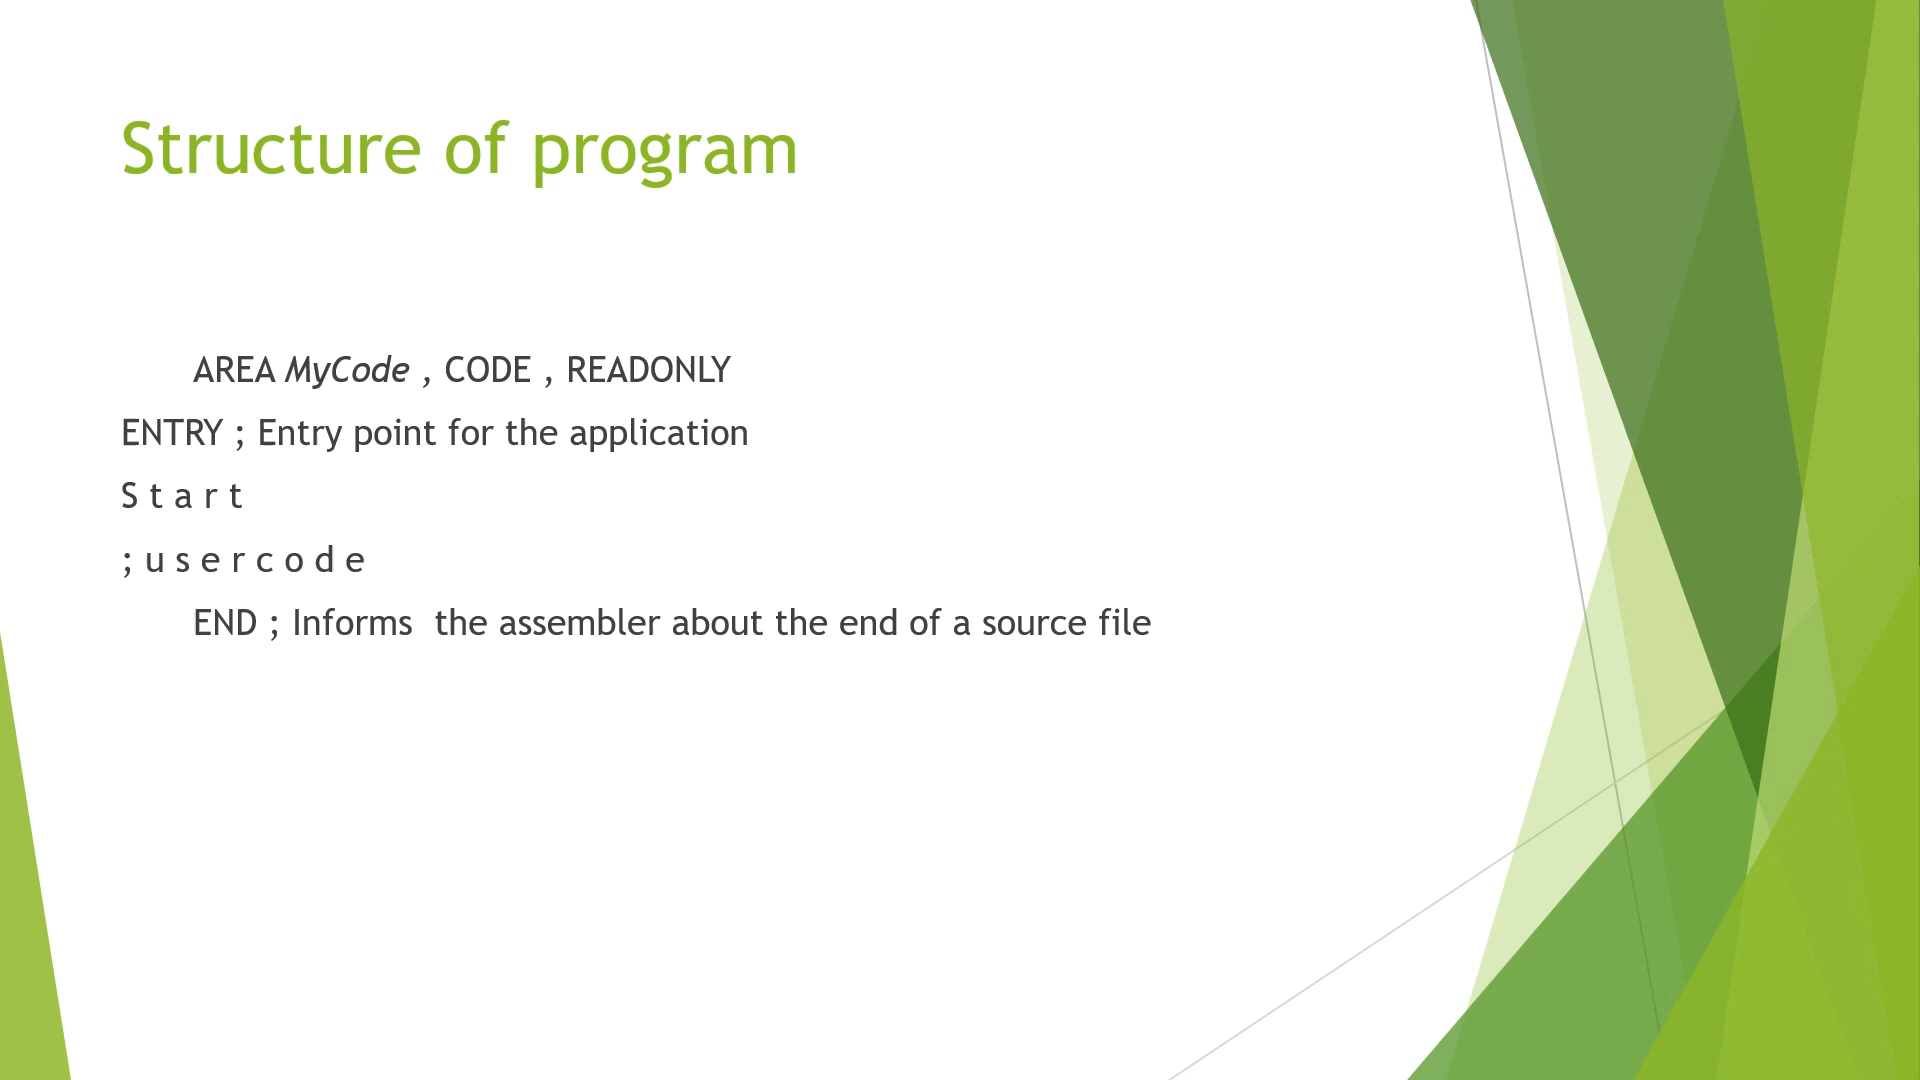 Structure of program
AREA MyCode , CODE , READONLY
ENTRY ; Entry point for the application
S t a r t
; u s e r c o d e
END ; Informs  the assembler about the end of a source file